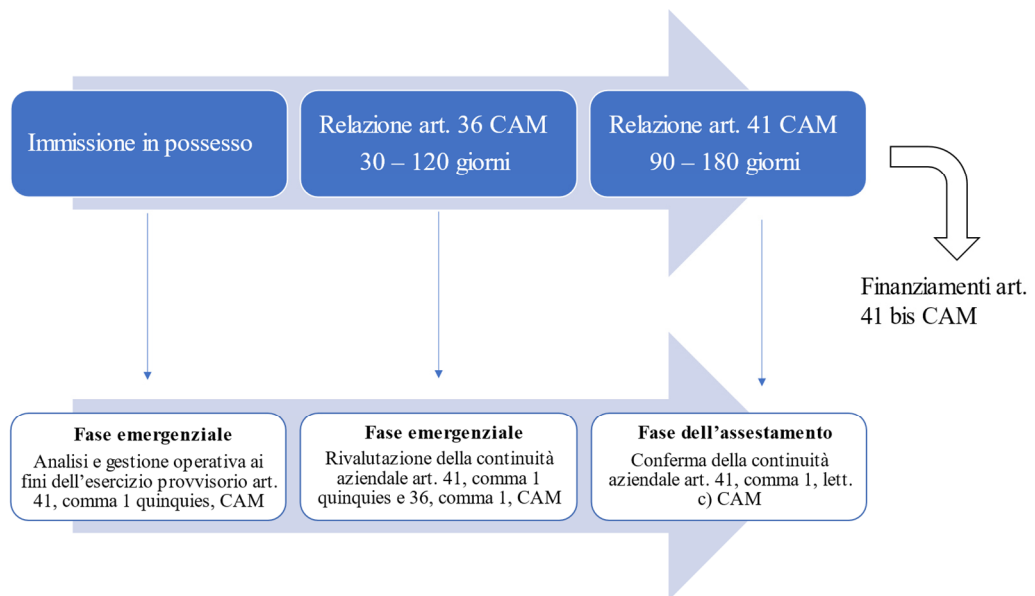 Immissione in possesso
Relazione art. 36 CAM
30 – 120 giorni
Relazione art. 41 CAM
90 – 180 giorni
Finanziamenti art.
41 bis CAM
Fase emergenziale
Analisi e gestione operativa ai
fini dell’esercizio provvisorio art.
41, comma 1 quinquies, CAM
Fase emergenziale
Rivalutazione della continuità
aziendale art. 41, comma 1
quinquies e 36, comma 1, CAM
Fase dell’assestamento
Conferma della continuità
aziendale art. 41, comma 1, lett.
c) CAM